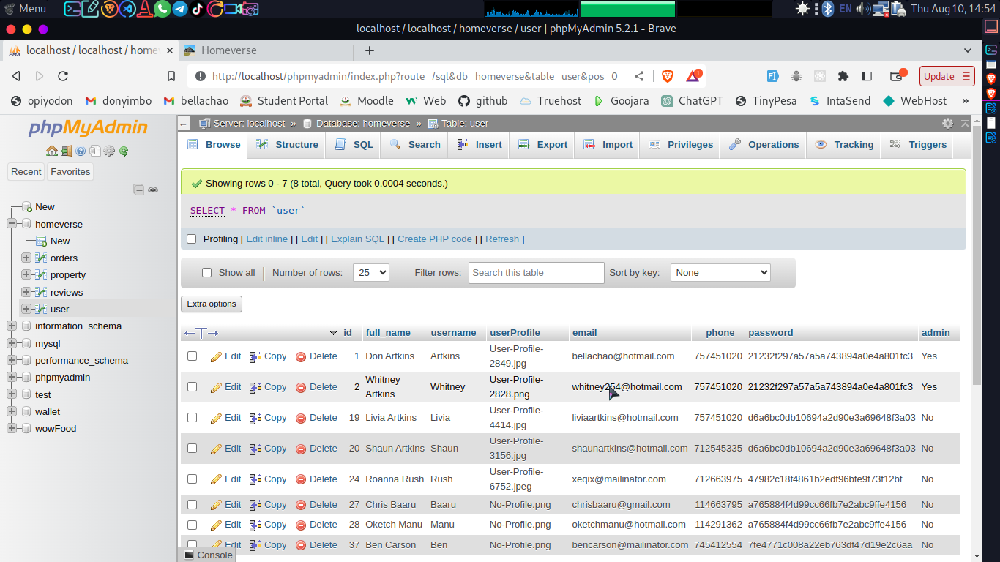 Menu EN Thu Aug 10, 14:54
localhost / localhost / homeverse / user | phpMyAdmin 5.2.1 - Brave
localhost / localhost / home Homeverse
http://localhost/phpmyadmin/index.php?route=/sql&db=homeverse&table=user&pos=0 1 Update
opiyodon donyimbo bellachao Student Portal Moodle Web github Truehost Goojara ChatGPT TinyPesa IntaSend WebHost »
phpMyAdmin
Recent Favorites
New
homeverse
New
orders
property
reviews
user
information_schema
mysql
performance_schema
phpmyadmin
test
wallet
wowFood
Server: localhost » Database: homeverse » Table: user
Browse Structure SQL Search Insert Export Import Privileges Operations Tracking Triggers
Showing rows 0 - 7 (8 total, Query took 0.0004 seconds.)
SELECT * FROM `user`
Profiling [ Edit inline ] [ Edit ] [ Explain SQL ] [ Create PHP code ] [ Refresh ]
Show all | Number of rows: 25 Filter rows: Search this table Sort by key: None
Extra options
id full_name username userProfile email phone password admin
Edit Copy Delete 1 Don Artkins Artkins User-Profile-2849.jpg bellachao@hotmail.com 757451020 21232f297a57a5a743894a0e4a801fc3 Yes
Edit Copy Delete 2 Whitney Artkins Whitney User-Profile-2828.png whitney254@hotmail.com 757451020 21232f297a57a5a743894a0e4a801fc3 Yes
Edit Copy Delete 19 Livia Artkins Livia User-Profile-4414.jpg liviaartkins@hotmail.com 757451020 d6a6bc0db10694a2d90e3a69648f3a03 No
Edit Copy Delete 20 Shaun Artkins Shaun User-Profile-3156.jpg shaunartkins@hotmail.com 712545335 d6a6bc0db10694a2d90e3a69648f3a03 No
Edit Copy Delete 24 Roanna Rush Rush User-Profile-6752.jpeg xeqix@mailinator.com 712663975 47982c18f4861b2edf96bfe9f73f12bf No
Edit Copy Delete 27 Chris Baaru Baaru No-Profile.png chrisbaaru@gmail.com 114663795 a765884f4d99cc66fb7e2abc9ffe4156 No
Edit Copy Delete 28 Oketch Manu Manu No-Profile.png oketchmanu@hotmail.com 114291362 a765884f4d99cc66fb7e2abc9ffe4156 No
Edit Copy Delete 37 Ben Carson Ben No-Profile.png bencarson@mailinator.com 745412554 7fe4771c008a22eb763df47d19e2c6aa No
Console